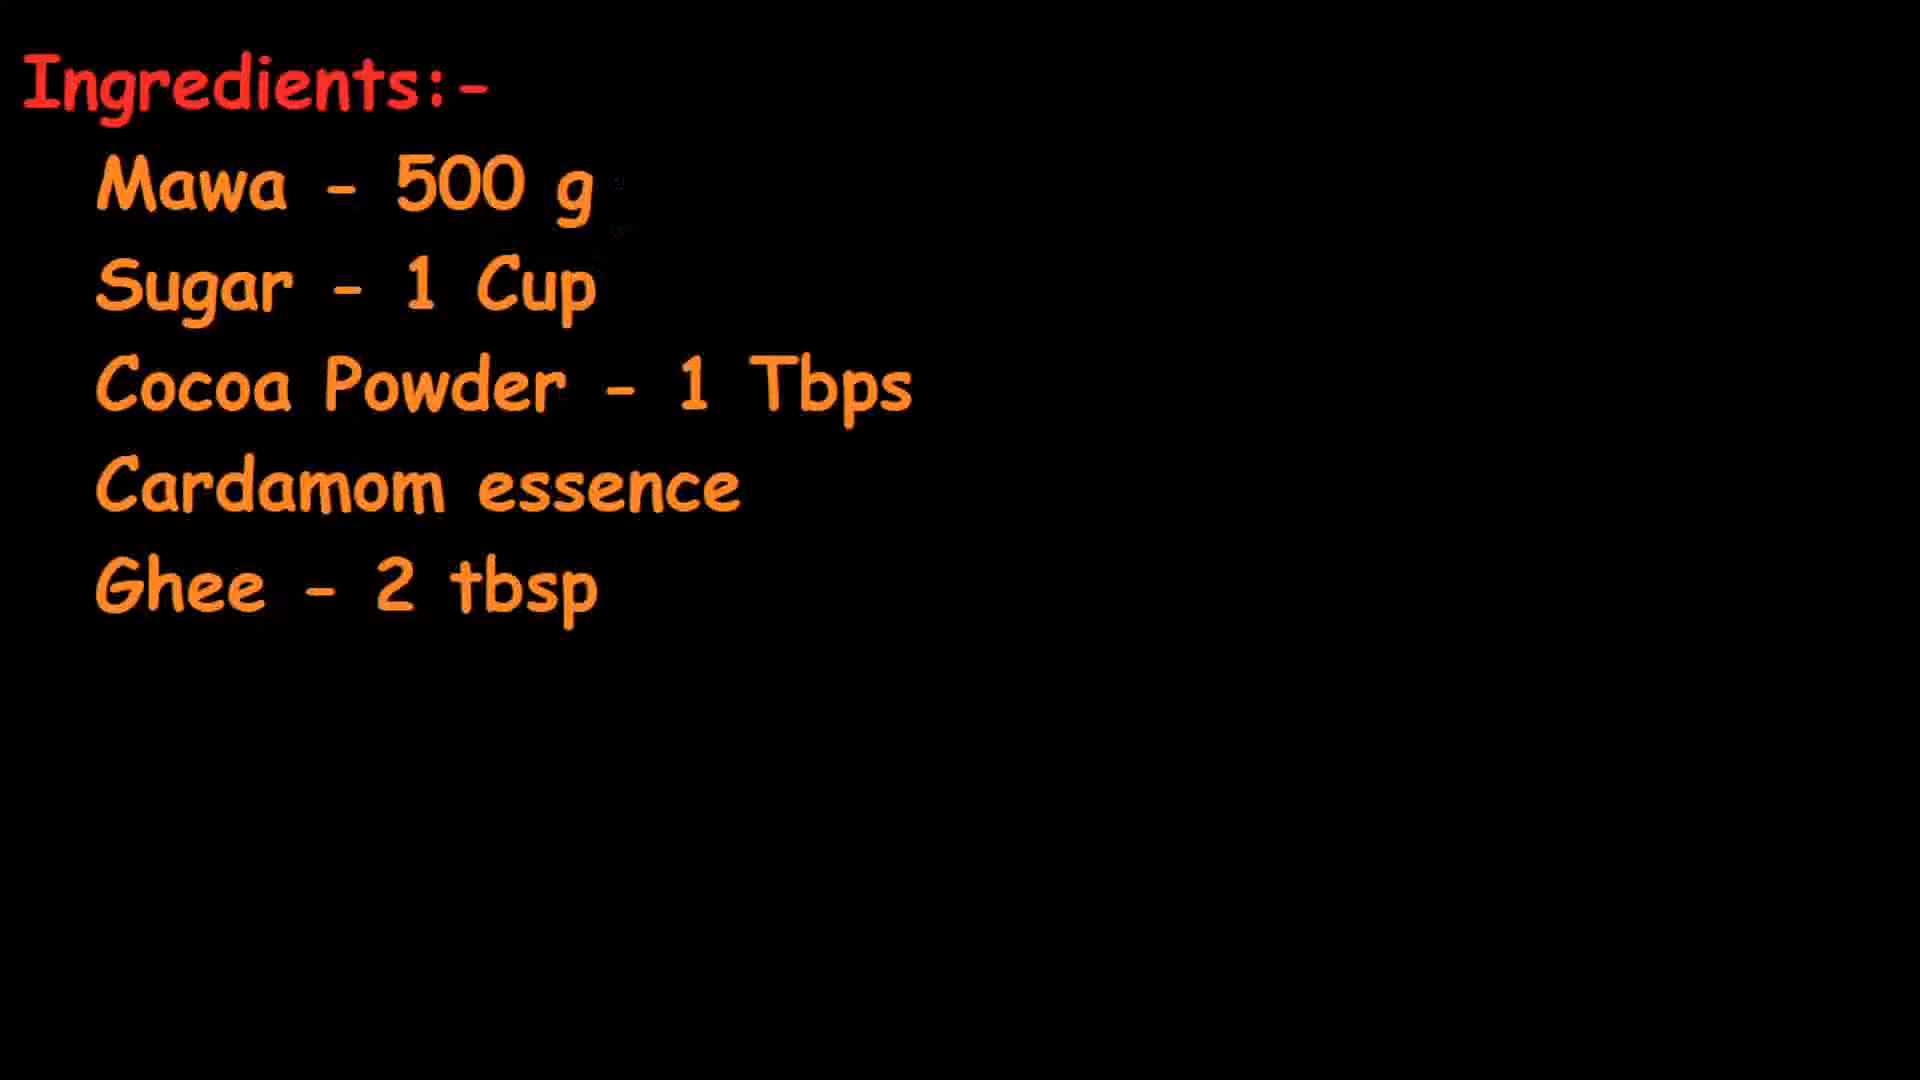 Ingredients:-
Mawa - 500 g
Sugar - 1 Cup
Cocoa Powder - 1 Tbps
Cardamom essence
Ghee - 2 tbsp